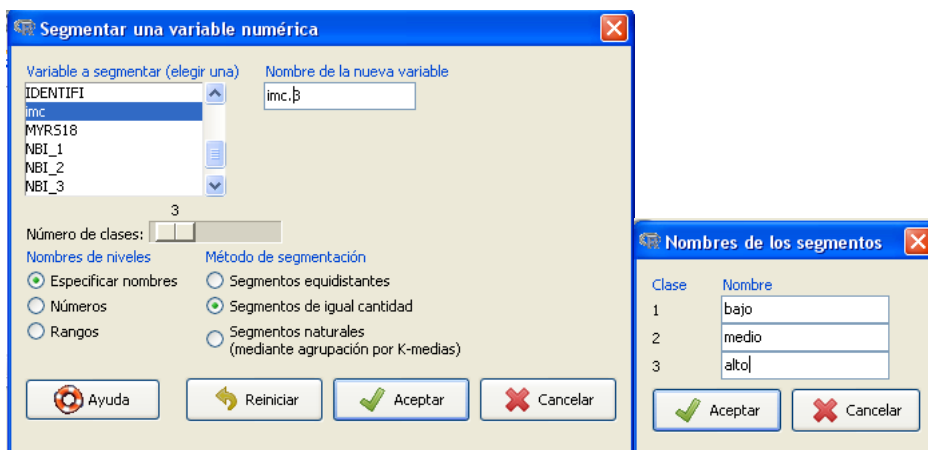 Segmentar una variable numérica
Variable a segmentar (elegir una)
Nombre de la nueva variable
IDENTIFI
imc
MYRS18
NBI_1
NBI_2
NBI_3
imc.3
3
Número de clases:
Nombres de niveles
Método de segmentación
Especificar nombres
Segmentos equidistantes
Números
Segmentos de igual cantidad
Rangos
Segmentos naturales
(mediante agrupación por K-medias)
Ayuda
Reiniciar
Aceptar
Cancelar
Nombres de los segmentos
Clase
Nombre
1
bajo
2
medio
3
alto
Aceptar
Cancelar